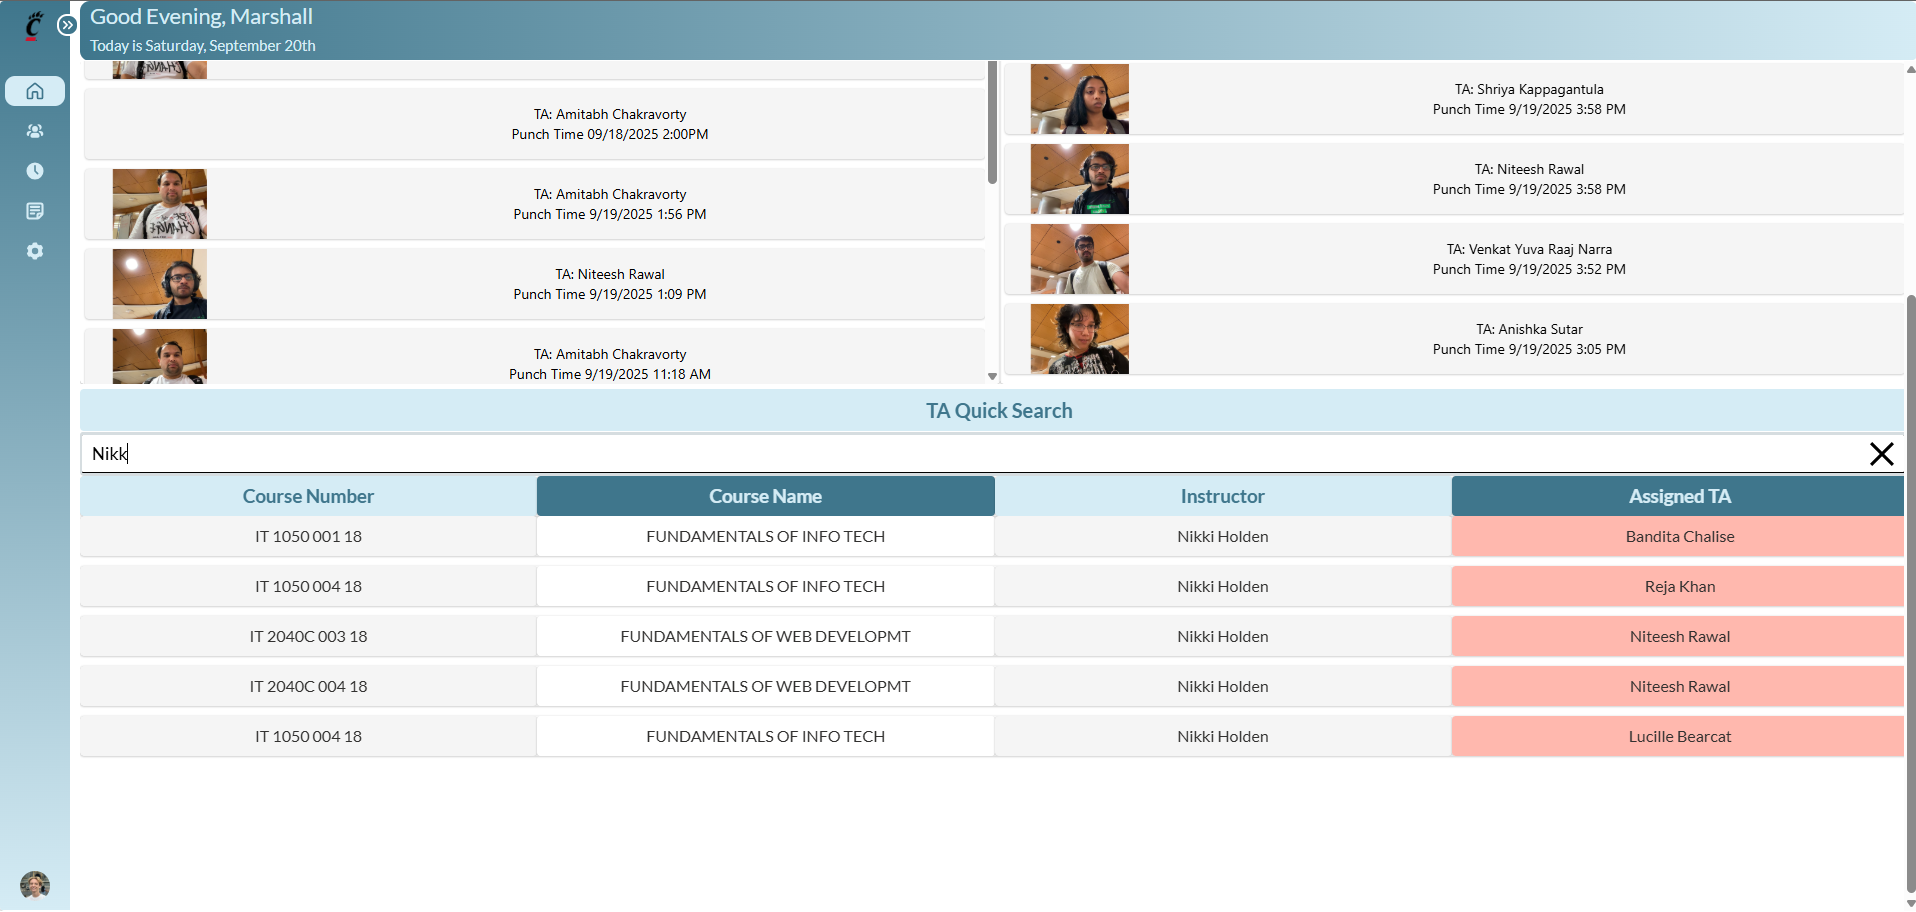 Good Evening, Marshall
Today is Saturday, September 20th
TA: Amitabh Chakravorty
Punch Time 09/18/2025 2:00PM
TA: Amitabh Chakravorty
Punch Time 9/19/2025 1:56 PM
TA: Niteesh Rawal
Punch Time 9/19/2025 1:09 PM
TA: Amitabh Chakravorty
Punch Time 9/19/2025 11:18 AM
TA: Shriya Kappagantula
Punch Time 9/19/2025 3:58 PM
TA: Niteesh Rawal
Punch Time 9/19/2025 3:58 PM
TA: Venkat Yuva Raaj Narra
Punch Time 9/19/2025 3:52 PM
TA: Anishka Sutar
Punch Time 9/19/2025 3:05 PM
TA Quick Search
Nikk
Course Number Course Name Instructor Assigned TA
IT 1050 001 18 FUNDAMENTALS OF INFO TECH Nikki Holden Bandita Chalise
IT 1050 004 18 FUNDAMENTALS OF INFO TECH Nikki Holden Reja Khan
IT 2040C 003 18 FUNDAMENTALS OF WEB DEVELOPMT Nikki Holden Niteesh Rawal
IT 2040C 004 18 FUNDAMENTALS OF WEB DEVELOPMT Nikki Holden Niteesh Rawal
IT 1050 004 18 FUNDAMENTALS OF INFO TECH Nikki Holden Lucille Bearcat